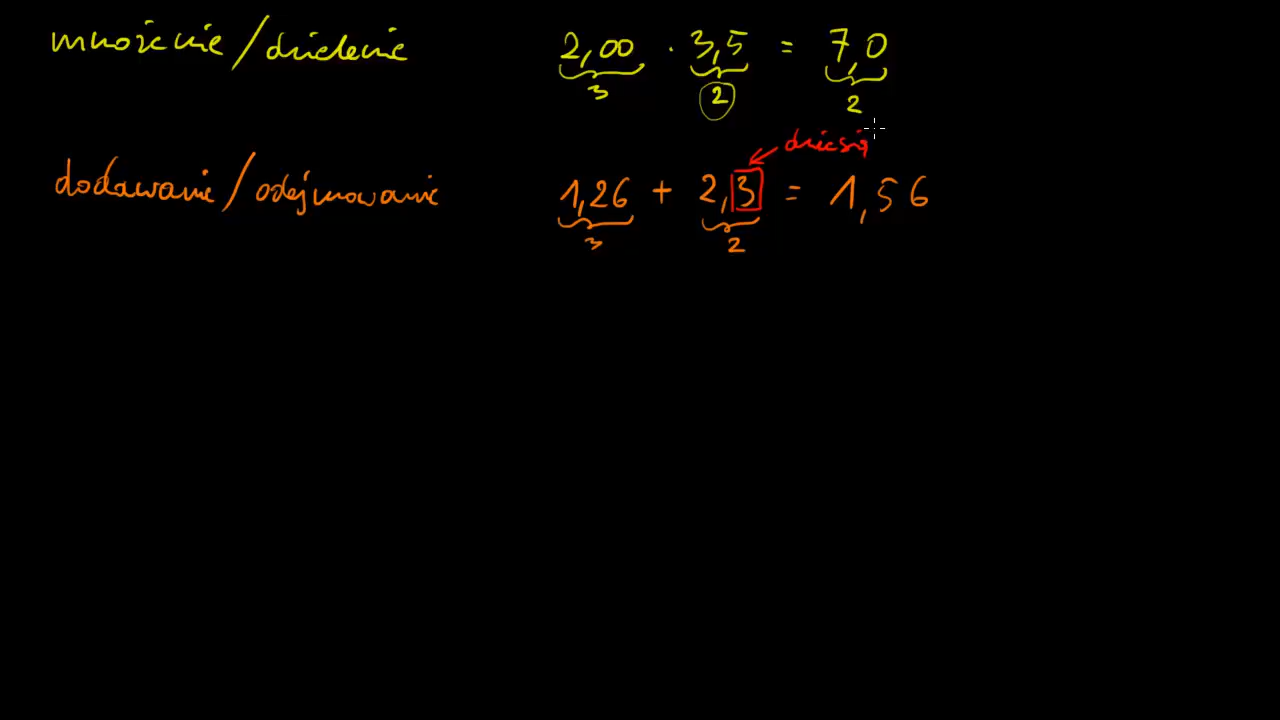 mnożenie/dzielenie 2,00 · 3,5 = 7,0
3 2 2
dziesią
dodawanie/odejmowanie 1,26 + 2,3 = 1,56
3 2